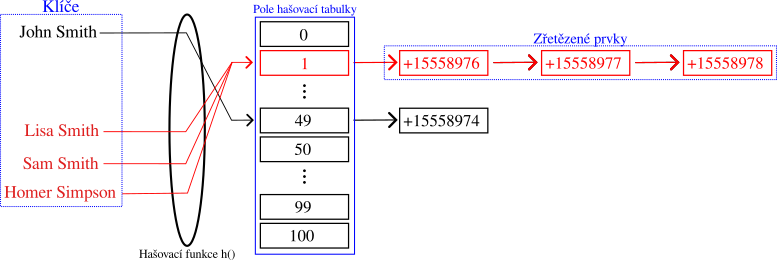 Klíče
Pole hašovací tabulky
John Smith
0
Zřetězené prvky
1
+15558976
+15558977
+15558978
⋮
49
+15558974
Lisa Smith
50
Sam Smith
⋮
Homer Simpson
99
100
Hašovací funkce h()